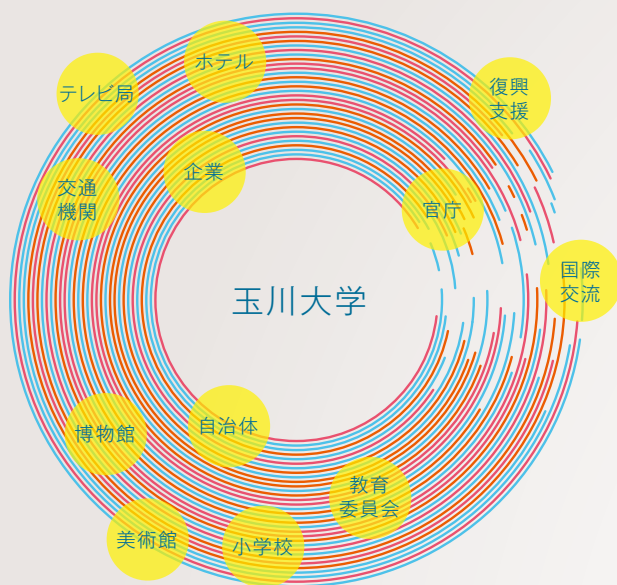 ホテル
テレビ局
復興
支援
企業
交通
機関
官庁
国際
交流
玉川大学
自治体
博物館
教育
委員会
美術館
小学校